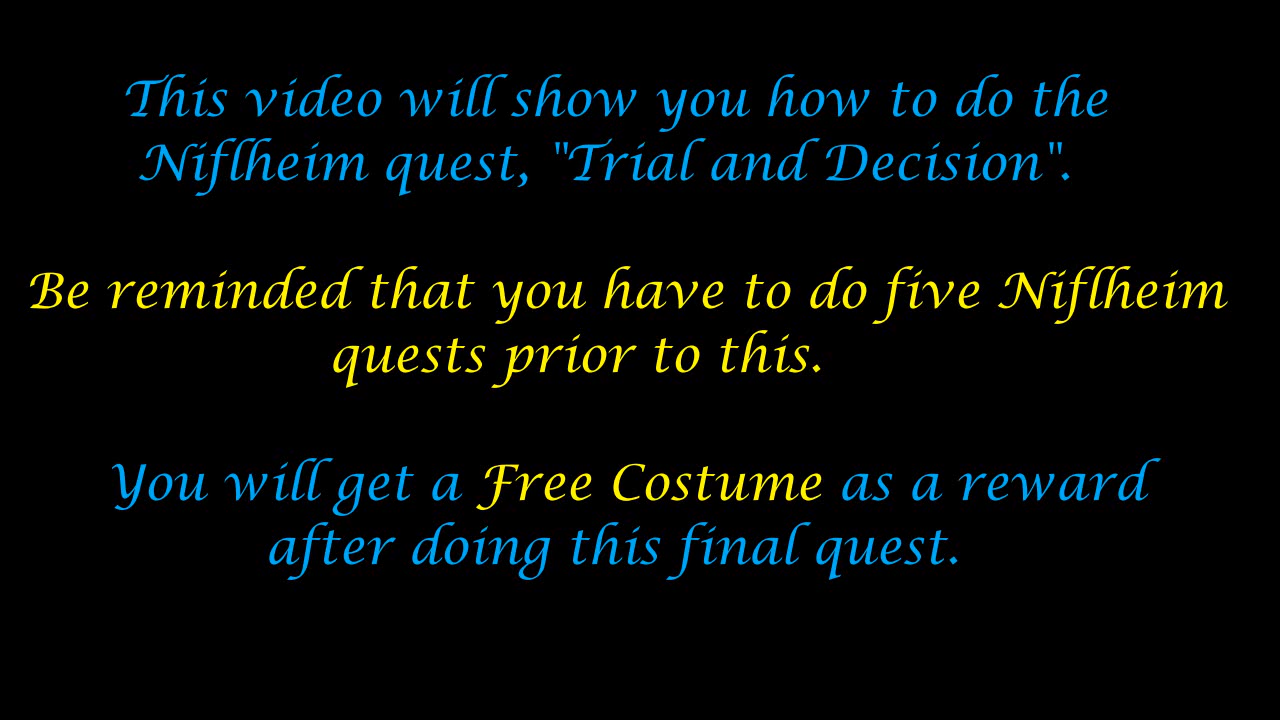 This video will show you how to do the
Niflheim quest, "Trial and Decision".
Be reminded that you have to do five Niflheim
quests prior to this.
You will get a Free Costume as a reward
after doing this final quest.